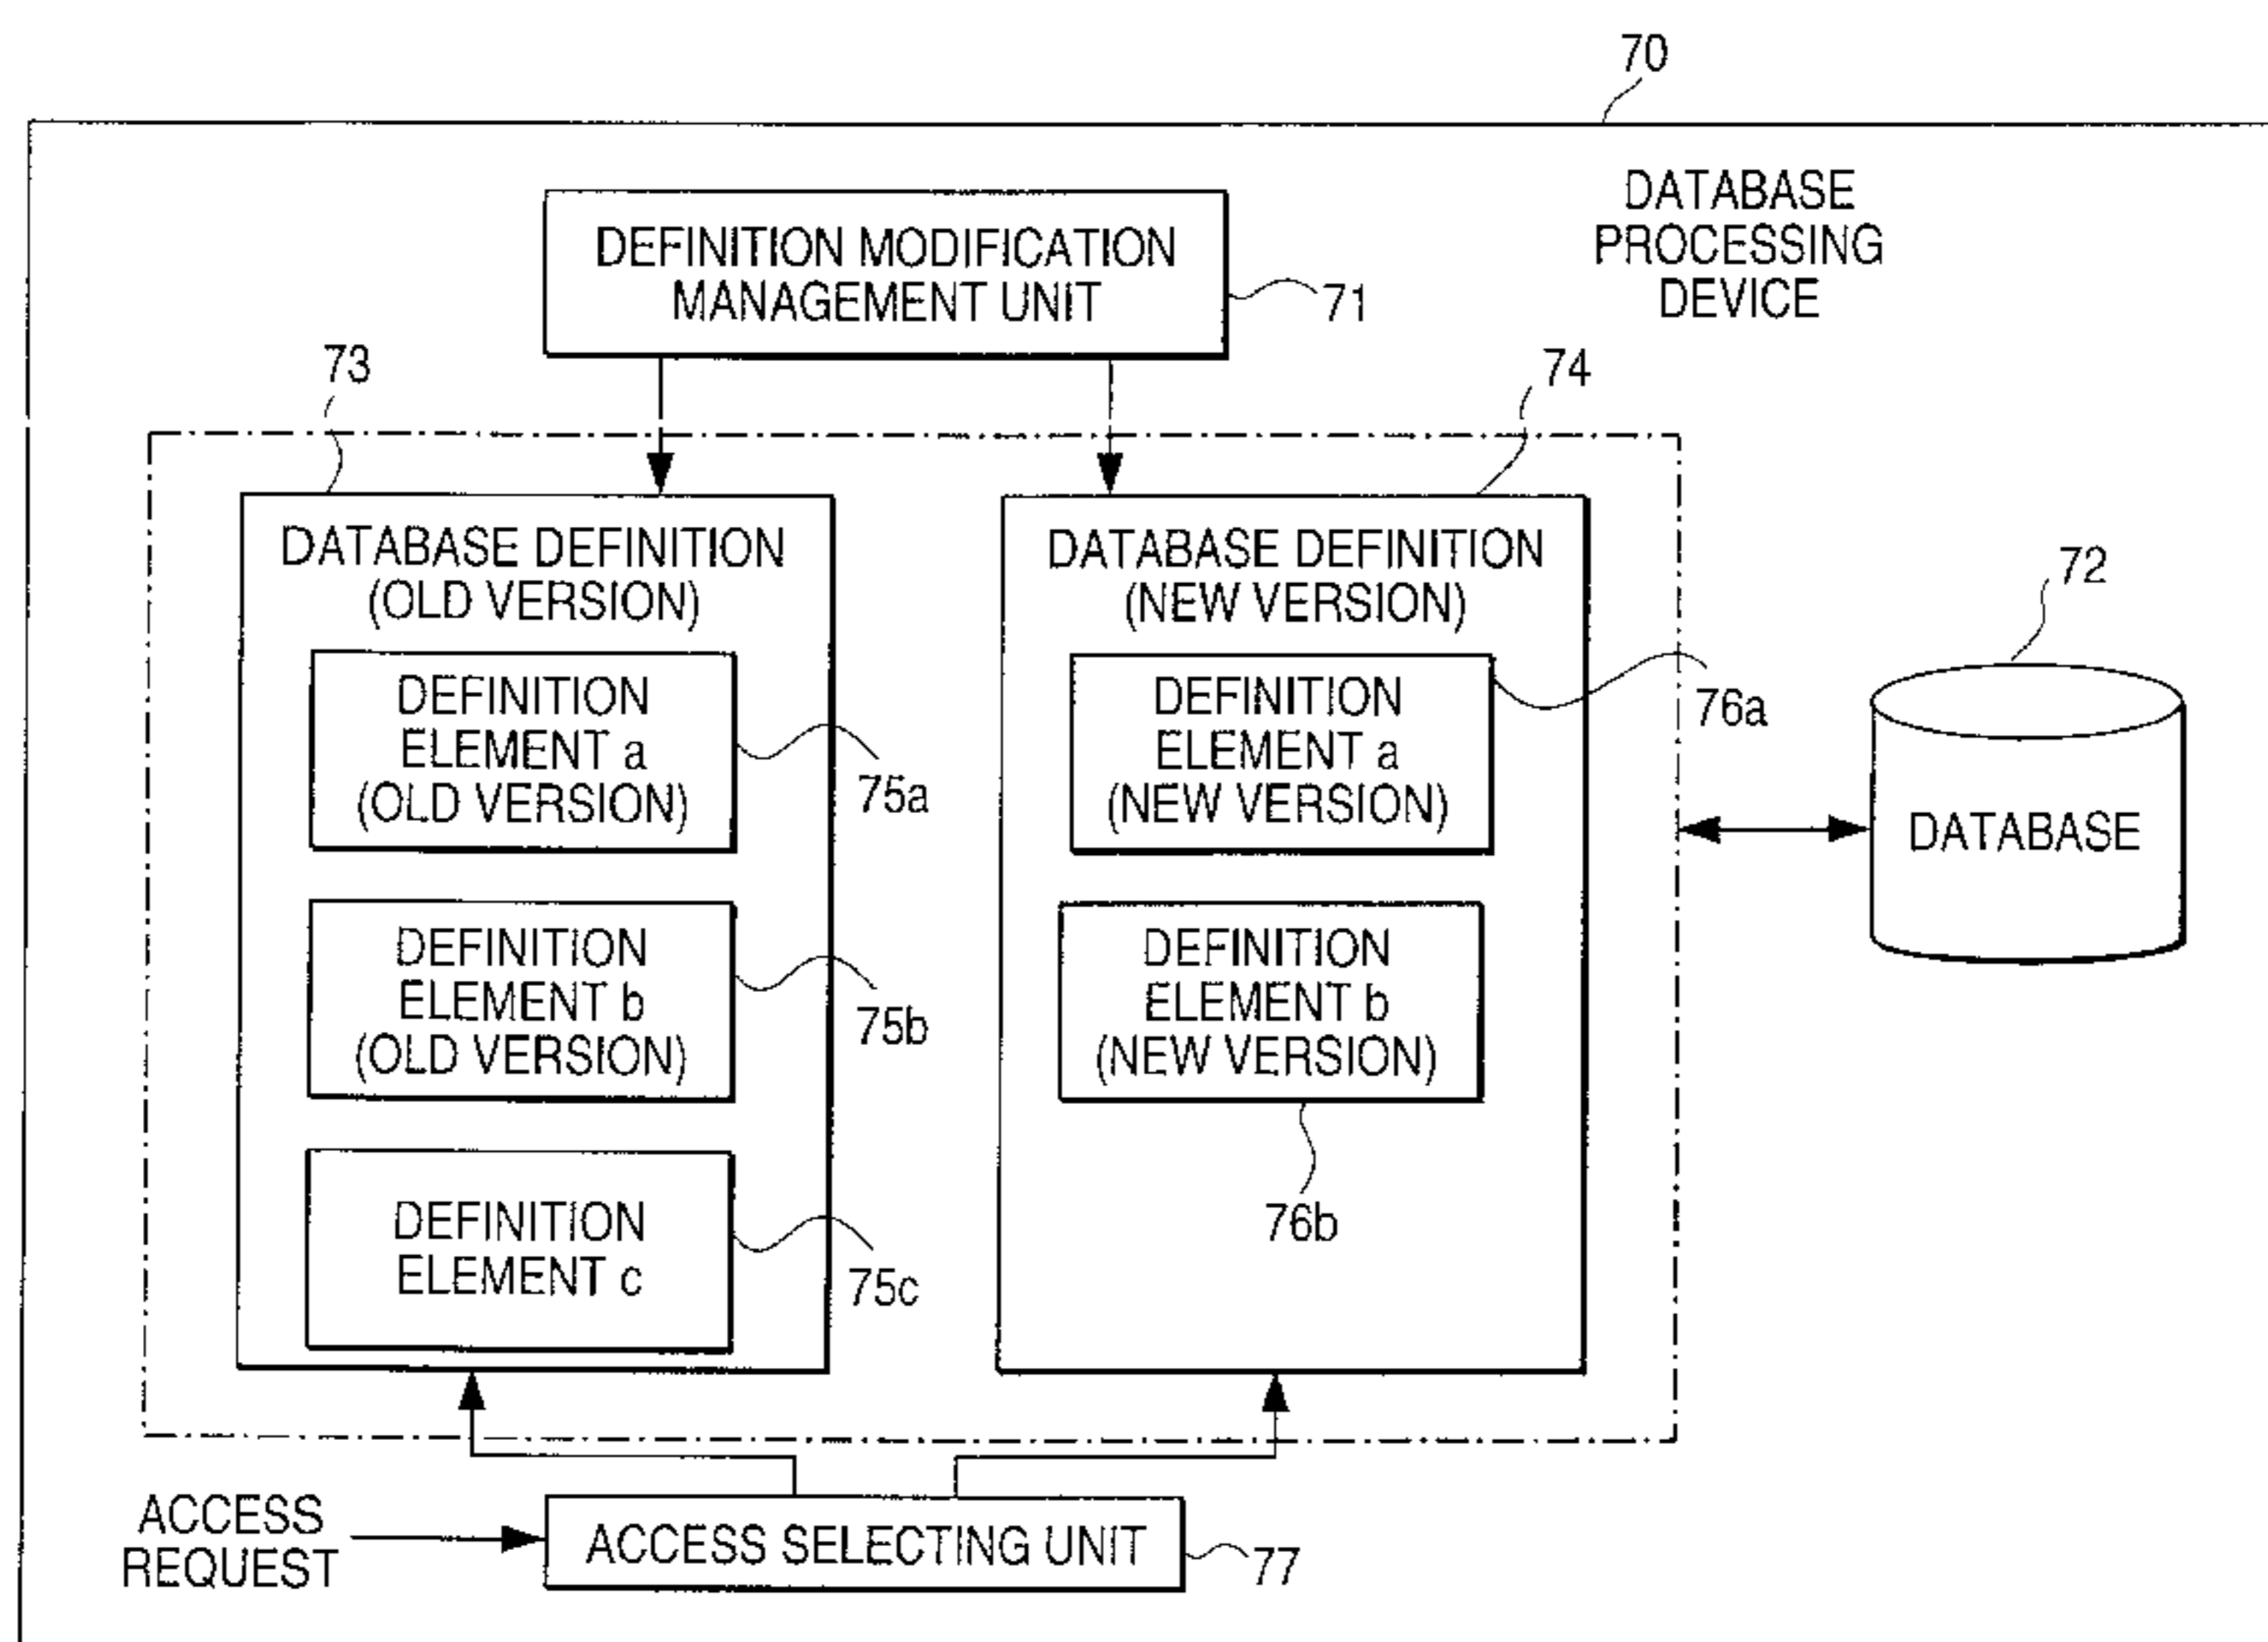 70
DATABASE
PROCESSING
DEVICE
DEFINITION MODIFICATION
MANAGEMENT UNIT
71
73
74
DATABASE DEFINITION
(OLD VERSION)
DEFINITION
ELEMENT a
(OLD VERSION)
75a
DEFINITION
ELEMENT b
(OLD VERSION)
75b
DEFINITION
ELEMENT c
75c
DATABASE DEFINITION
(NEW VERSION)
DEFINITION
ELEMENT a
(NEW VERSION)
76a
DEFINITION
ELEMENT b
(NEW VERSION)
76b
72
DATABASE
ACCESS
REQUEST
ACCESS SELECTING UNIT
77